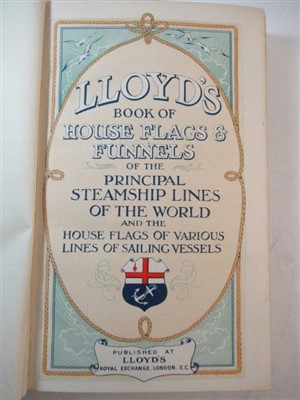 LLOYD'S
BOOK OF
HOUSE FLAGS &
FUNNELS
OF THE
PRINCIPAL
STEAMSHIP LINES
OF THE WORLD
AND THE
HOUSE FLAGS OF VARIOUS
LINES OF SAILING VESSELS
PUBLISHED AT
LLOYD'S
ROYAL EXCHANGE, LONDON. E.C.